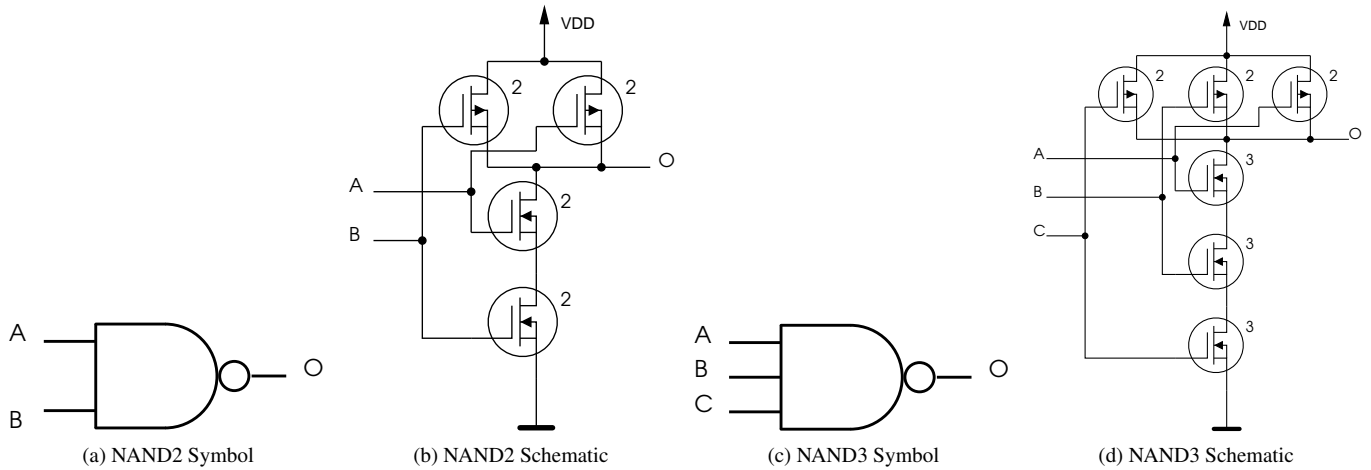 A
B
O
(a) NAND2 Symbol
VDD
2
2
O
A
2
B
2
(b) NAND2 Schematic
A
B
C
O
(c) NAND3 Symbol
VDD
2
2
2
O
A
3
B
C
3
3
(d) NAND3 Schematic